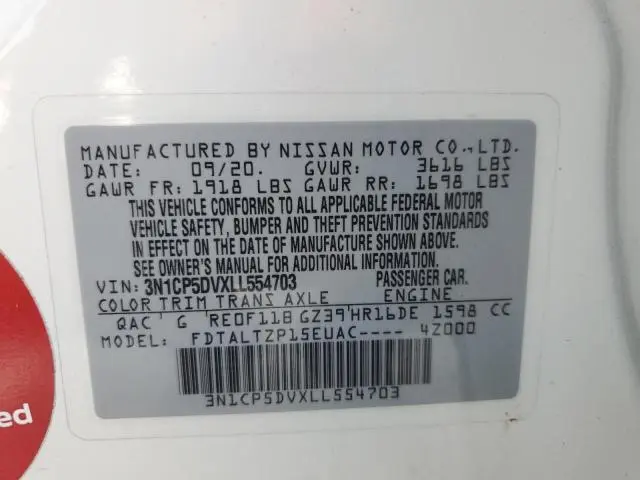 MANUFACTURED BY NISSAN MOTOR CO., LTD.
DATE: 09/20. GVWR: 3616 LBS
GAWR FR: 1918 LBS GAWR RR: 1698 LBS
THIS VEHICLE CONFORMS TO ALL APPLICABLE FEDERAL MOTOR
VEHICLE SAFETY, BUMPER AND THEFT PREVENTION STANDARDS
IN EFFECT ON THE DATE OF MANUFACTURE SHOWN ABOVE.
SEE OWNER'S MANUAL FOR ADDITIONAL INFORMATION.
VIN: 3N1CP5DVXLL554703 PASSENGER CAR.
COLOR TRIM TRANS AXLE ENGINE
QAC G RE0F11B GZ39 HR16DE 1598 CC
MODEL: FDTALTZP15EUAC---- 4Z000
3N1CP5DVXLL554703
ed